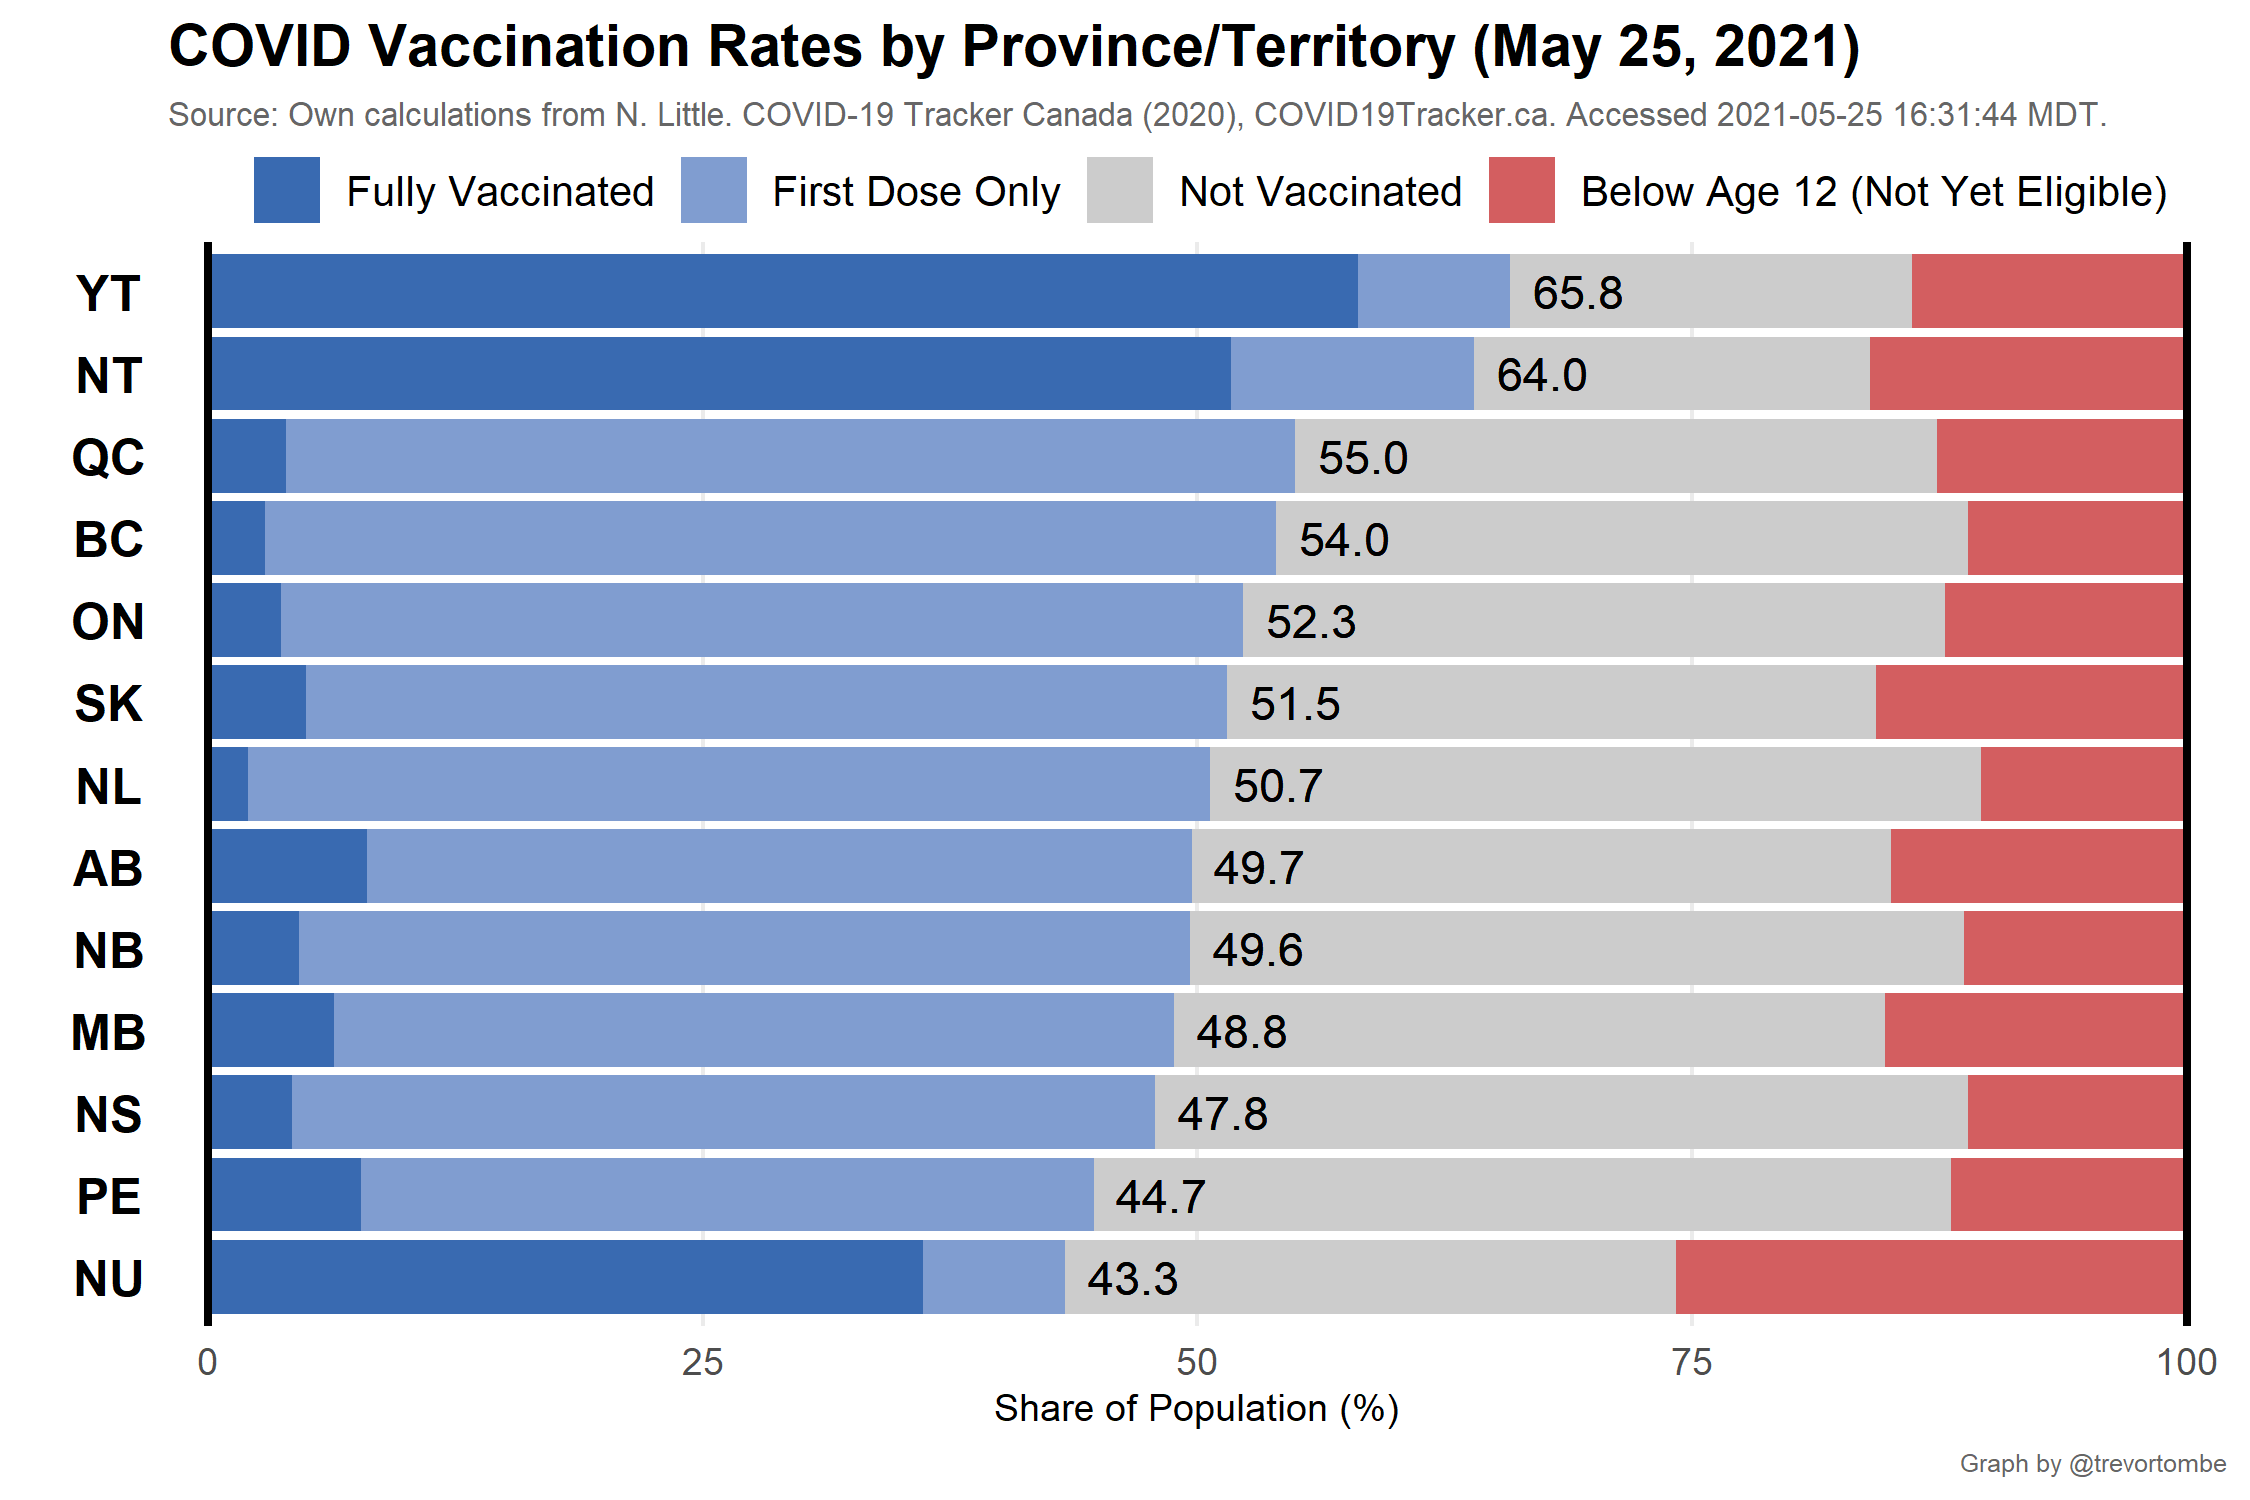 COVID Vaccination Rates by Province/Territory (May 25, 2021)
Source: Own calculations from N. Little. COVID-19 Tracker Canada (2020), COVID19Tracker.ca. Accessed 2021-05-25 16:31:44 MDT.
Fully Vaccinated First Dose Only Not Vaccinated Below Age 12 (Not Yet Eligible)
YT 65.8
NT 64.0
QC 55.0
BC 54.0
ON 52.3
SK 51.5
NL 50.7
AB 49.7
NB 49.6
MB 48.8
NS 47.8
PE 44.7
NU 43.3
0 25 50 75 100
Share of Population (%)
Graph by @trevortombe